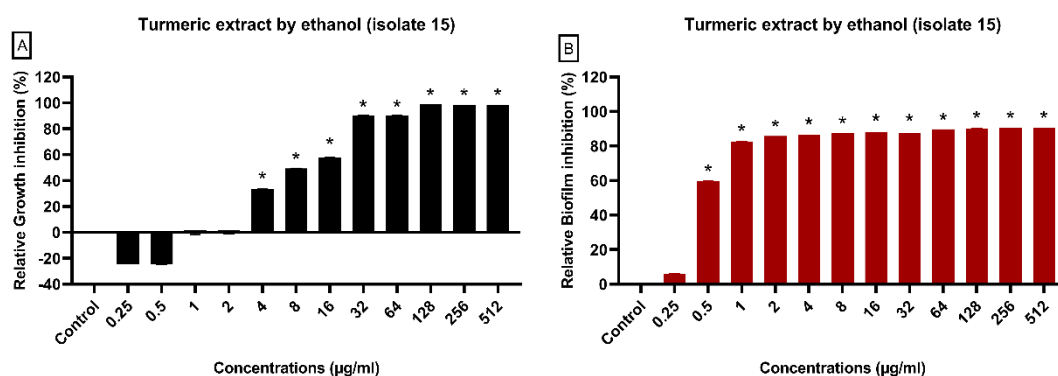 Turmeric extract by ethanol (isolate 15)
A
Relative Growth inhibition (%)
120
100
80
60
40
20
0
-20
-40
* * * * * * * *
Control 0.25 0.5 1 2 4 8 16 32 64 128 256 512
Concentrations (µg/ml)
Turmeric extract by ethanol (isolate 15)
B
Relative Biofilm inhibition (%)
120
100
80
60
40
20
0
* * * * * * * * * * *
Control 0.25 0.5 1 2 4 8 16 32 64 128 256 512
Concentrations (µg/ml)